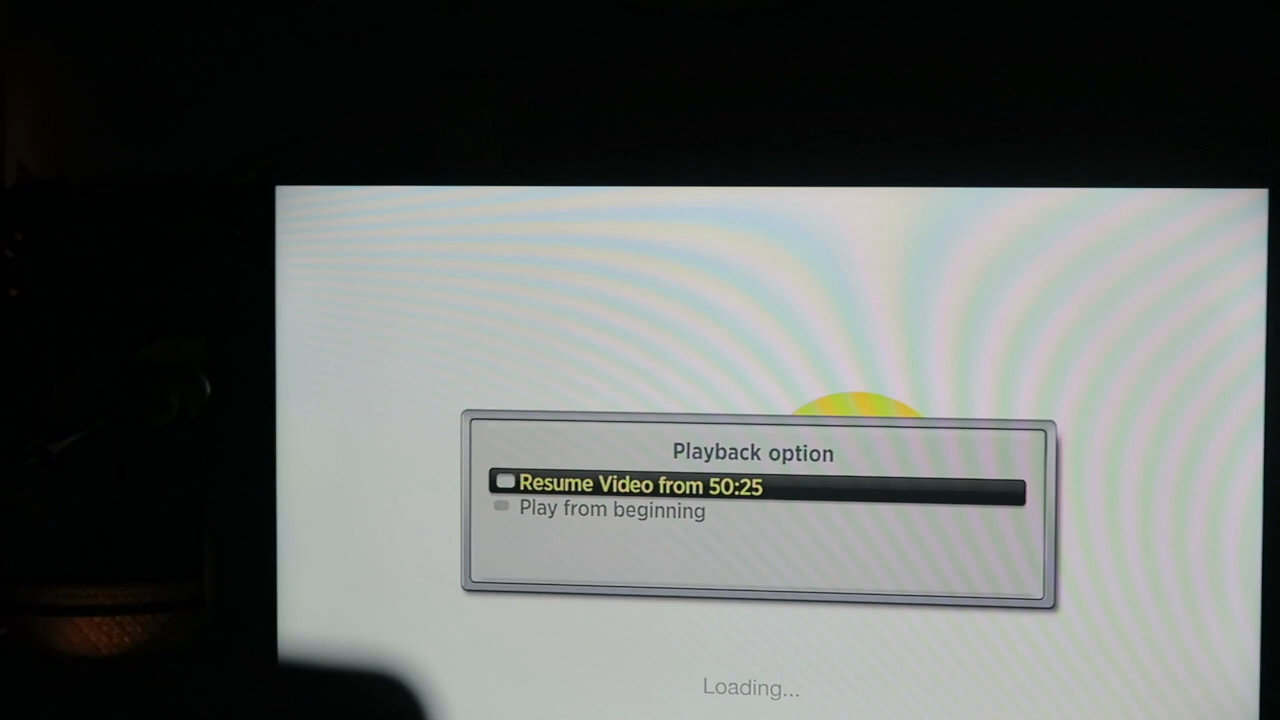 Playback option
Resume Video from 50:25
Play from beginning
Loading...